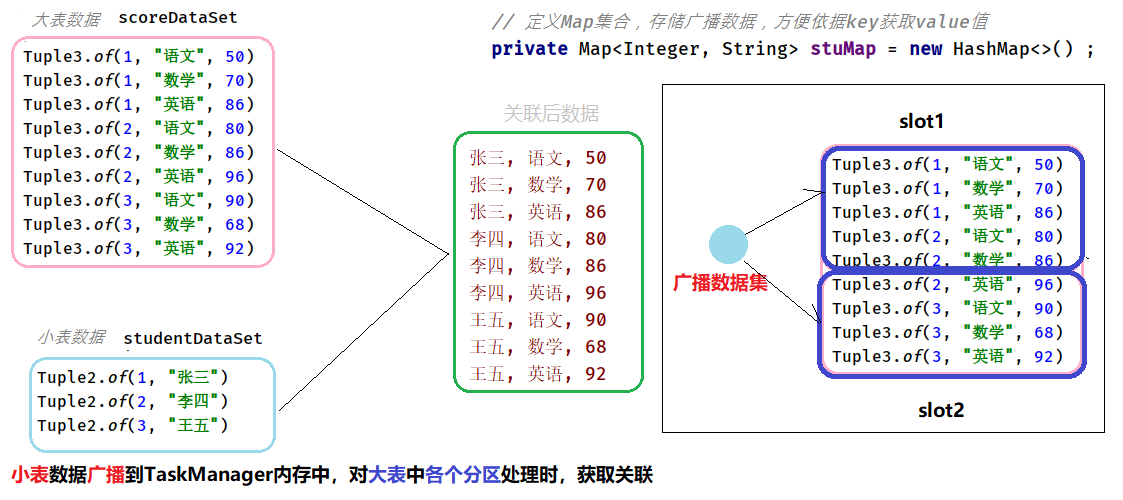 大表数据 scoreDataSet
Tuple3.of(1, "语文", 50)
Tuple3.of(1, "数学", 70)
Tuple3.of(1, "英语", 86)
Tuple3.of(2, "语文", 80)
Tuple3.of(2, "数学", 86)
Tuple3.of(2, "英语", 96)
Tuple3.of(3, "语文", 90)
Tuple3.of(3, "数学", 68)
Tuple3.of(3, "英语", 92)
小表数据 studentDataSet
Tuple2.of(1, "张三")
Tuple2.of(2, "李四")
Tuple2.of(3, "王五")
// 定义Map集合，存储广播数据，方便依据key获取value值
private Map<Integer, String> stuMap = new HashMap<>() ;
关联后数据
张三, 语文, 50
张三, 数学, 70
张三, 英语, 86
李四, 语文, 80
李四, 数学, 86
李四, 英语, 96
王五, 语文, 90
王五, 数学, 68
王五, 英语, 92
广播数据集
slot1
Tuple3.of(1, "语文", 50)
Tuple3.of(1, "数学", 70)
Tuple3.of(1, "英语", 86)
Tuple3.of(2, "语文", 80)
Tuple3.of(2, "数学", 86)
Tuple3.of(2, "英语", 96)
Tuple3.of(3, "语文", 90)
Tuple3.of(3, "数学", 68)
Tuple3.of(3, "英语", 92)
slot2
小表数据广播到TaskManager内存中，对大表中各个分区处理时，获取关联